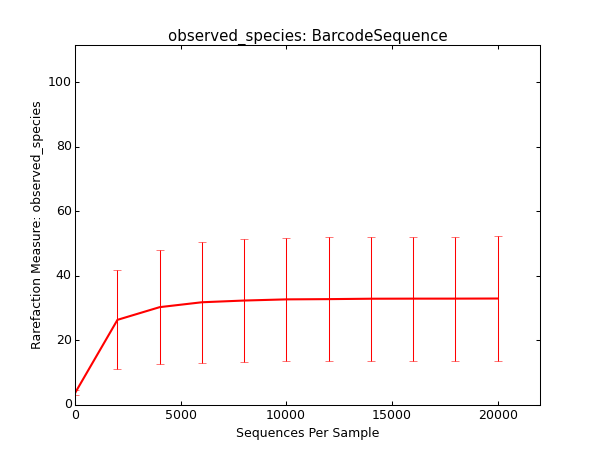 observed_species: BarcodeSequence
Rarefaction Measure: observed_species
100
80
60
40
20
0
0 5000 10000 15000 20000
Sequences Per Sample